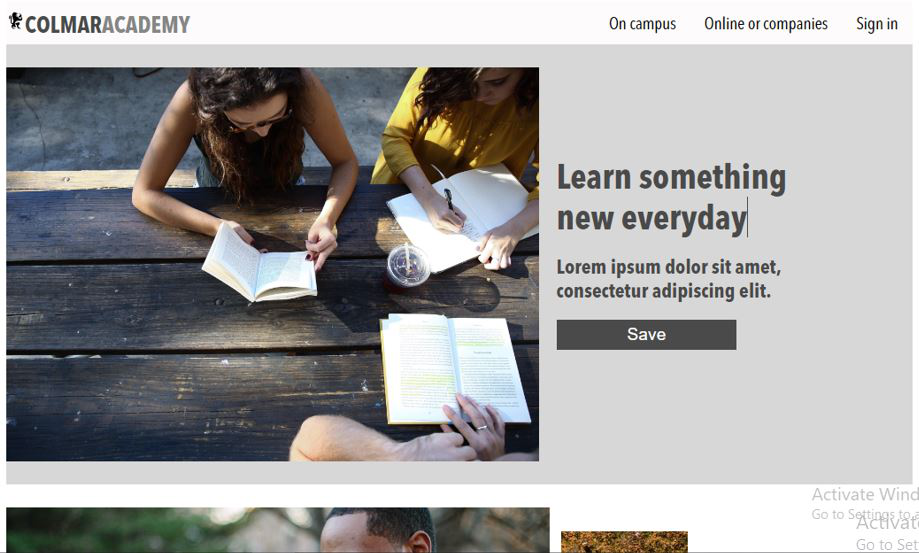 COLMARACADEMY
On campus Online or companies Sign in
Learn something
new everyday
Lorem ipsum dolor sit amet,
consectetur adipiscing elit.
Save
Activate Wind
Go to Settings to a
Activat
Go to Set